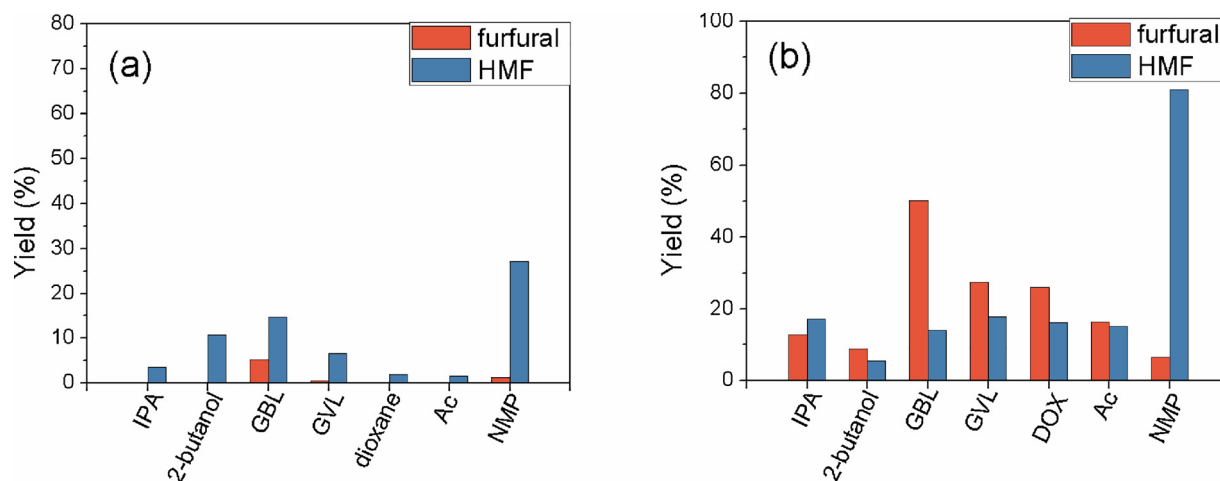 (a)
furfural
HMF
Yield (%)
80
70
60
50
40
30
20
10
0
IPA
2-butanol
GBL
GVL
dioxane
Ac
NMP
(b)
furfural
HMF
Yield (%)
100
80
60
40
20
0
IPA
2-butanol
GBL
GVL
DOX
Ac
NMP